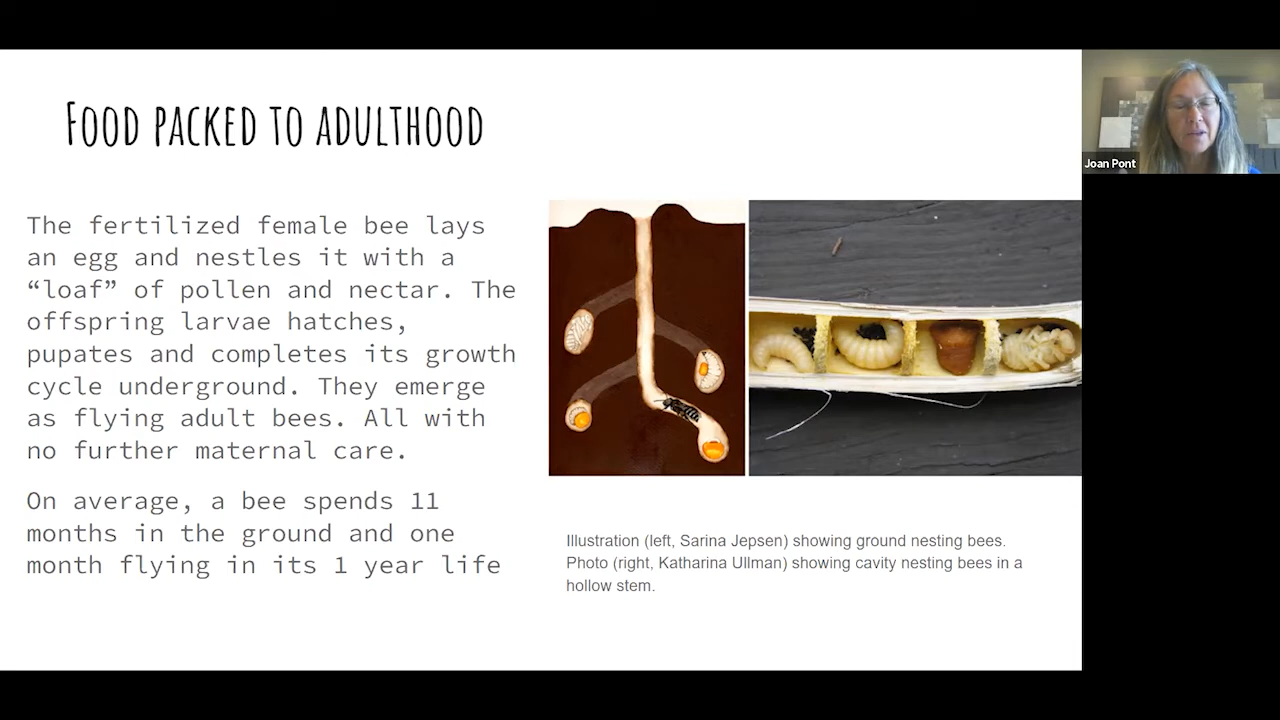 FOOD PACKED TO ADULTHOOD
Joan Pont
The fertilized female bee lays
an egg and nestles it with a
“loaf” of pollen and nectar. The
offspring larvae hatches,
pupates and completes its growth
cycle underground. They emerge
as flying adult bees. All with
no further maternal care.
On average, a bee spends 11
months in the ground and one
month flying in its 1 year life
Illustration (left, Sarina Jepsen) showing ground nesting bees.
Photo (right, Katharina Ullman) showing cavity nesting bees in a
hollow stem.